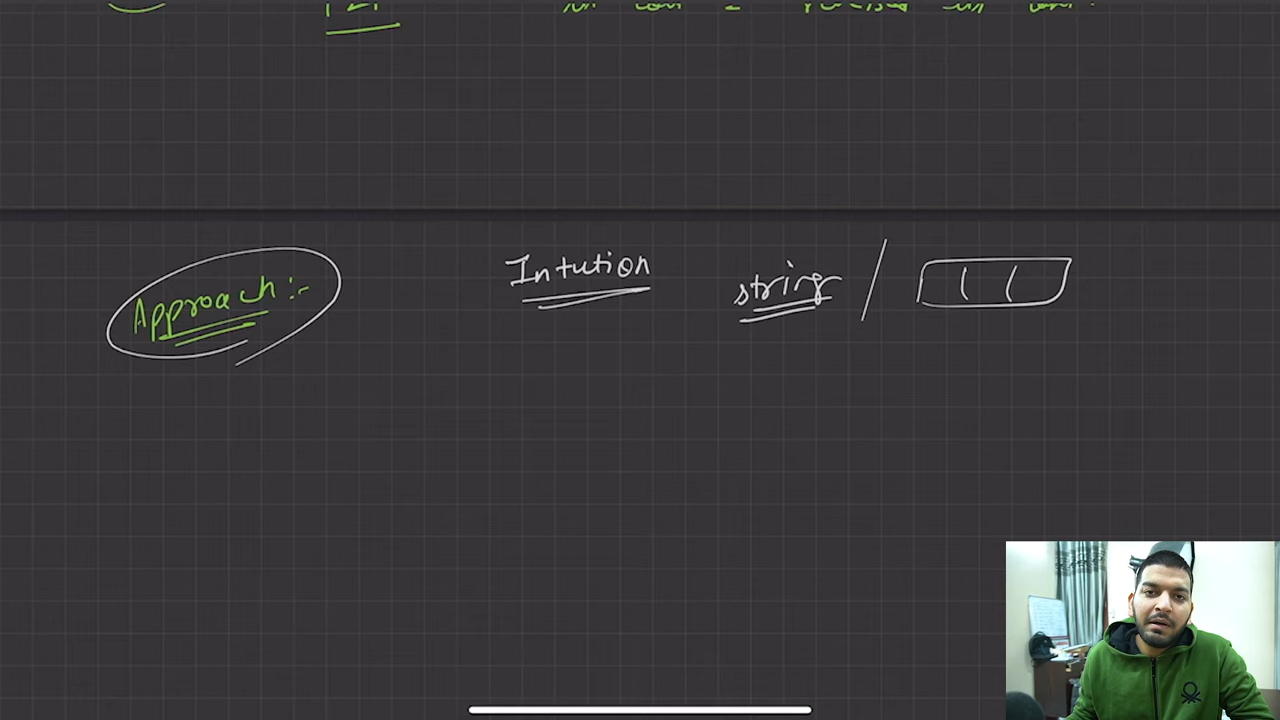 Approach :-
Intution
string /